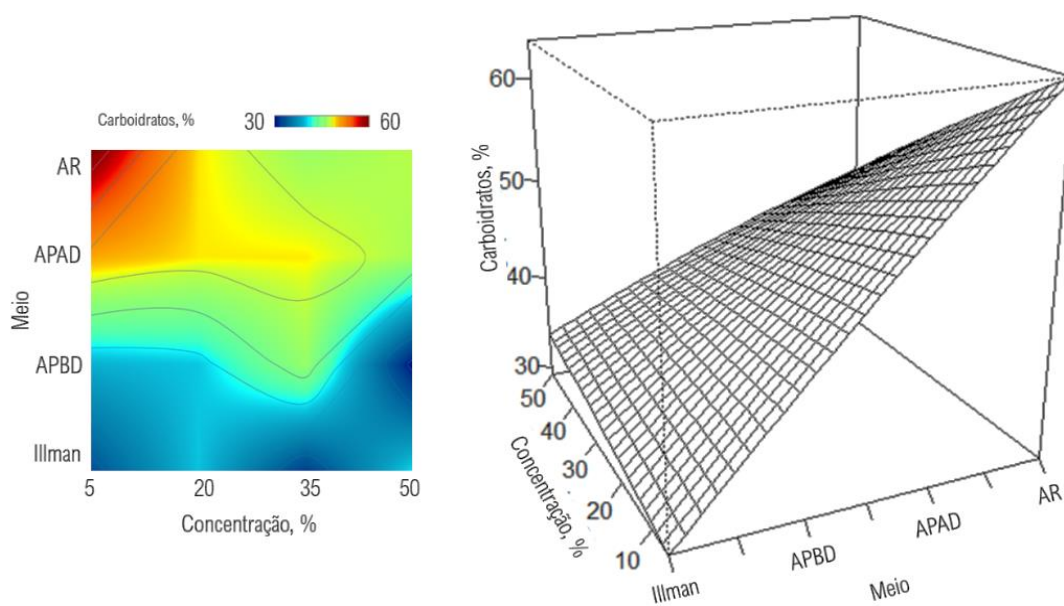 Carboidratos, %
30
60
AR
APAD
APBD
Illman
Meio
5
20
35
50
Concentração, %
60
50
40
30
Carboidratos, %
50
40
30
20
10
Concentração, %
Illman
APBD
APAD
AR
Meio